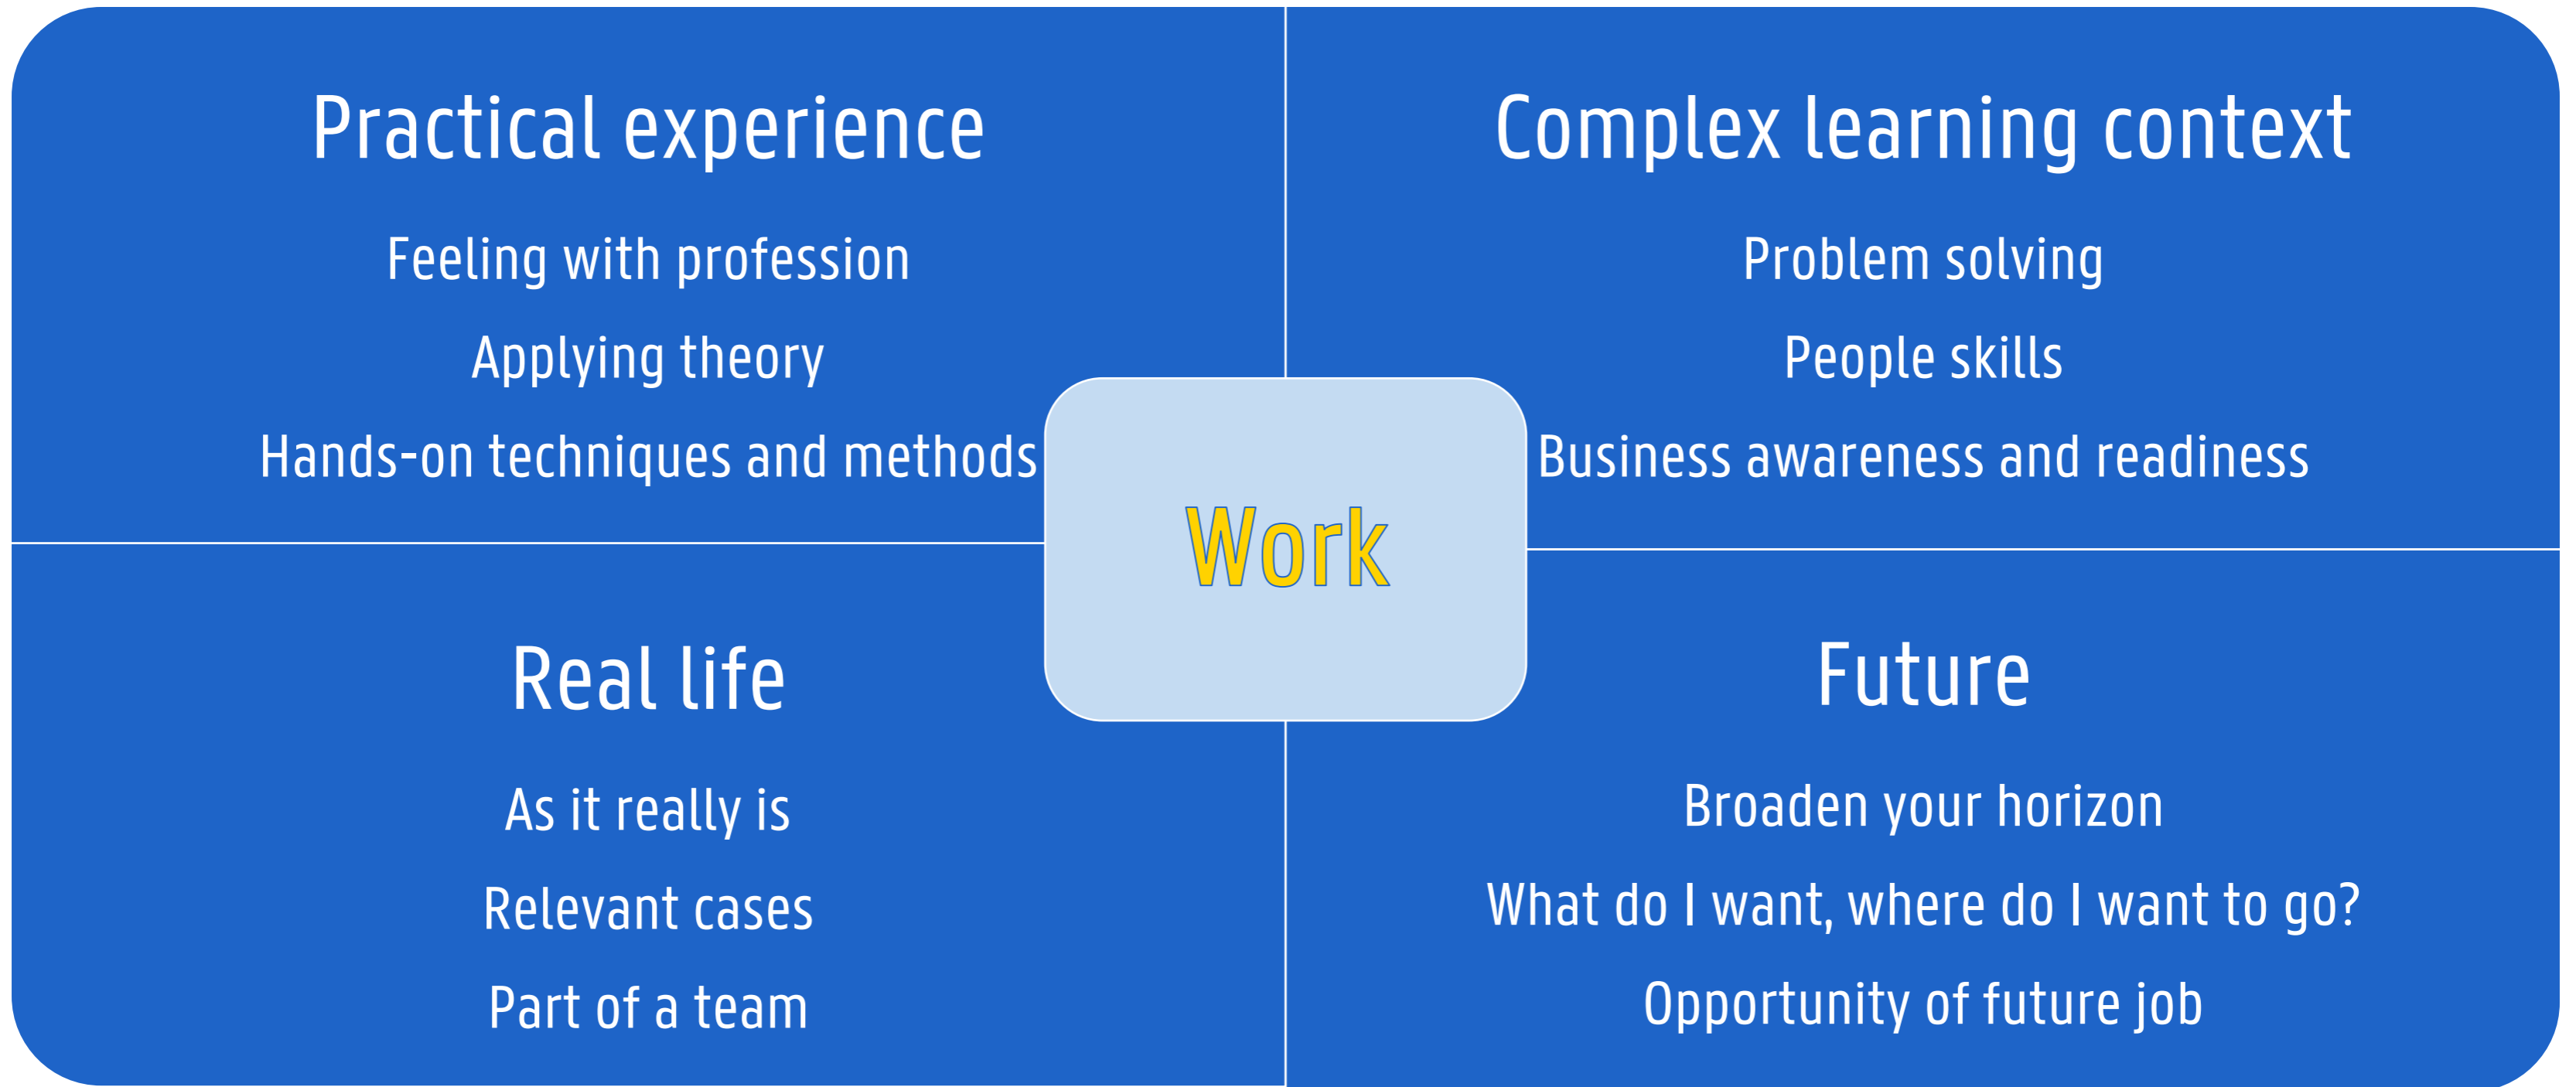 Practical experience
Feeling with profession
Applying theory
Hands-on techniques and methods
Complex learning context
Problem solving
People skills
Business awareness and readiness
Work
Real life
As it really is
Relevant cases
Part of a team
Future
Broaden your horizon
What do I want, where do I want to go?
Opportunity of future job